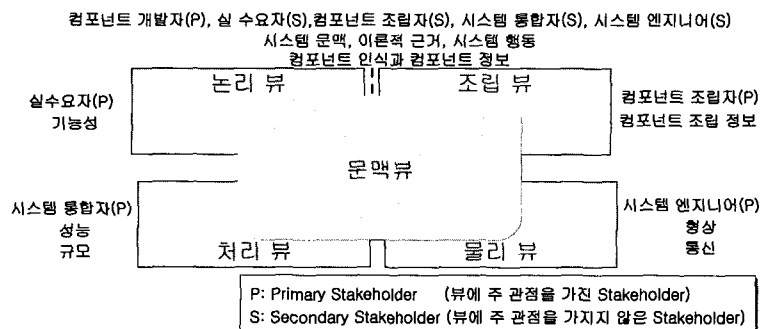 컴포넌트 개발자(P), 실 수요자(S),컴포넌트 조립자(S), 시스템 통합자(S), 시스템 엔지니어(S)
시스템 문맥, 이론적 근거, 시스템 행동
컴포넌트 인식과 컴포넌트 정보
논리 뷰
조립 뷰
실수요자(P)
기능성
컴포넌트 조립자(P)
컴포넌트 조립 정보
문맥뷰
시스템 통합자(P)
성능
규모
시스템 엔지니어(P)
형상
통신
처리 뷰
물리 뷰
P: Primary Stakeholder (뷰에 주 관점을 가진 Stakeholder)
S: Secondary Stakeholder (뷰에 주 관점을 가지지 않은 Stakeholder)